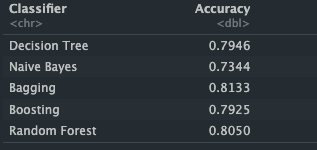 Classifier Accuracy
<chr> <dbl>
Decision Tree 0.7946
Naive Bayes 0.7344
Bagging 0.8133
Boosting 0.7925
Random Forest 0.8050